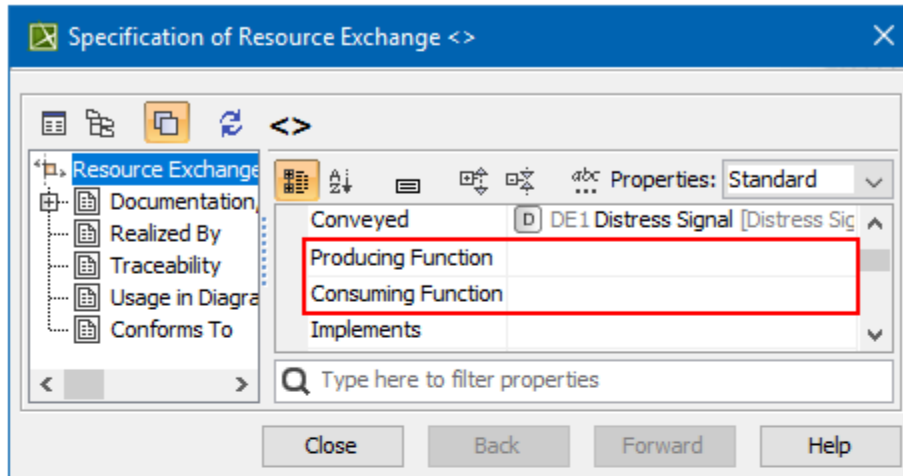 Specification of Resource Exchange <>
<>
Resource Exchange
Documentation,
Realized By
Traceability
Usage in Diagra
Conforms To
A
Z
abc Properties: Standard
Conveyed D DE1 Distress Signal [Distress Sig
Producing Function
Consuming Function
Implements
Type here to filter properties
Close Back Forward Help